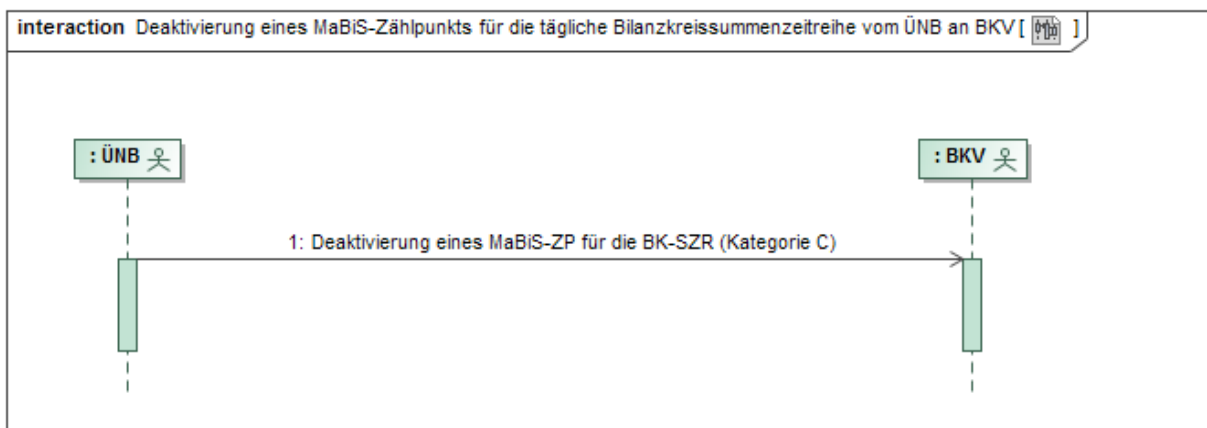 interaction Deaktivierung eines MaBiS-Zählpunkts für die tägliche Bilanzkreissummenzeitreihe vom ÜNB an BKV [ ]
: ÜNB
: BKV
1: Deaktivierung eines MaBiS-ZP für die BK-SZR (Kategorie C)